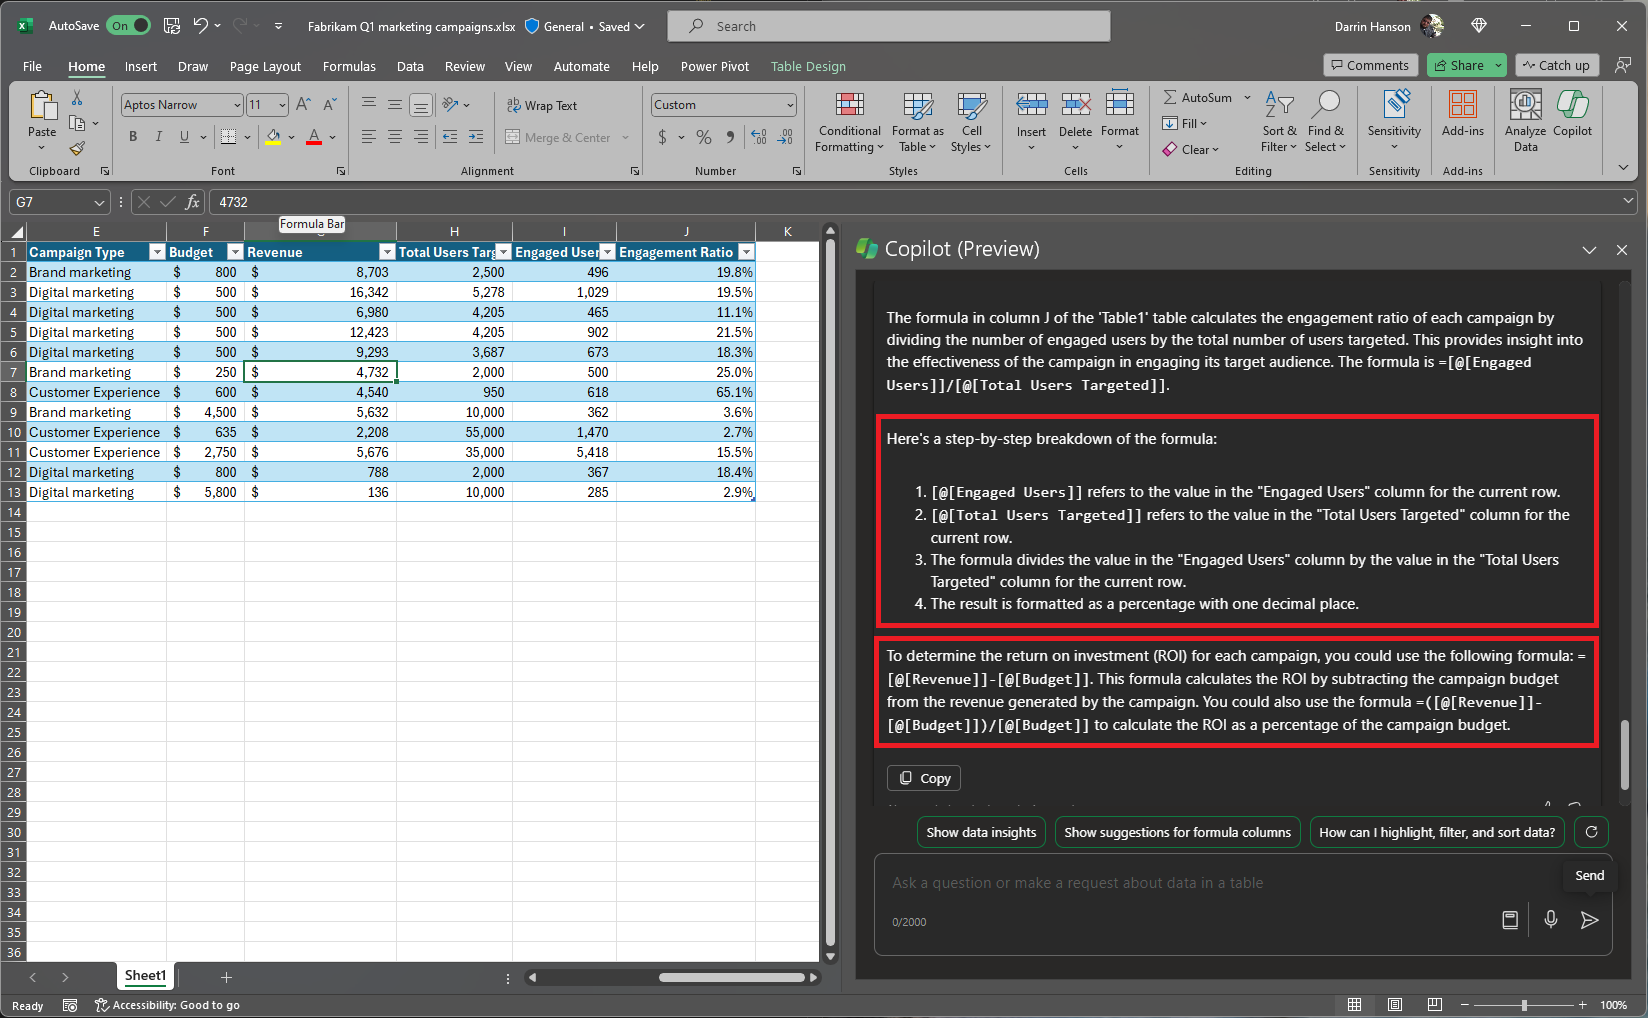 AutoSave On Fabrikam Q1 marketing campaigns.xlsx General • Saved Search Darrin Hanson
File Home Insert Draw Page Layout Formulas Data Review View Automate Help Power Pivot Table Design Comments Share Catch up
Paste
Clipboard
Aptos Narrow 11
B I U A
Font
Wrap Text
Merge & Center
Alignment
Custom
$ % 9
Number
Conditional Formatting
Format as Table
Cell Styles
Styles
Insert Delete Format
Cells
AutoSum
Fill
Clear
Sort & Filter
Find & Select
Editing
Sensitivity
Sensitivity
Add-ins
Add-ins
Analyze Data
Copilot
G7 fx 4732
Formula Bar
E F H I J K
1 Campaign Type Budget Revenue Total Users Targ Engaged User Engagement Ratio
2 Brand marketing $ 800 $ 8,703 2,500 496 19.8%
3 Digital marketing $ 500 $ 16,342 5,278 1,029 19.5%
4 Digital marketing $ 500 $ 6,980 4,205 465 11.1%
5 Digital marketing $ 500 $ 12,423 4,205 902 21.5%
6 Digital marketing $ 500 $ 9,293 3,687 673 18.3%
7 Brand marketing $ 250 $ 4,732 2,000 500 25.0%
8 Customer Experience $ 600 $ 4,540 950 618 65.1%
9 Brand marketing $ 4,500 $ 5,632 10,000 362 3.6%
10 Customer Experience $ 635 $ 2,208 55,000 1,470 2.7%
11 Customer Experience $ 2,750 $ 5,676 35,000 5,418 15.5%
12 Digital marketing $ 800 $ 788 2,000 367 18.4%
13 Digital marketing $ 5,800 $ 136 10,000 285 2.9%
14
15
16
17
18
19
20
21
22
23
24
25
26
27
28
29
30
31
32
33
34
35
36
Sheet1
Ready Accessibility: Good to go 100%
Copilot (Preview)
The formula in column J of the 'Table1' table calculates the engagement ratio of each campaign by
dividing the number of engaged users by the total number of users targeted. This provides insight into
the effectiveness of the campaign in engaging its target audience. The formula is =[@[Engaged
Users]]/[@[Total Users Targeted]].
Here's a step-by-step breakdown of the formula:
1. [@[Engaged Users]] refers to the value in the "Engaged Users" column for the current row.
2. [@[Total Users Targeted]] refers to the value in the "Total Users Targeted" column for the
current row.
3. The formula divides the value in the "Engaged Users" column by the value in the "Total Users
Targeted" column for the current row.
4. The result is formatted as a percentage with one decimal place.
To determine the return on investment (ROI) for each campaign, you could use the following formula: =
[@[Revenue]]-[@[Budget]]. This formula calculates the ROI by subtracting the campaign budget
from the revenue generated by the campaign. You could also use the formula =([@[Revenue]]-
[@[Budget]])/[@[Budget]] to calculate the ROI as a percentage of the campaign budget.
Copy
Show data insights Show suggestions for formula columns How can I highlight, filter, and sort data?
Ask a question or make a request about data in a table
Send
0/2000